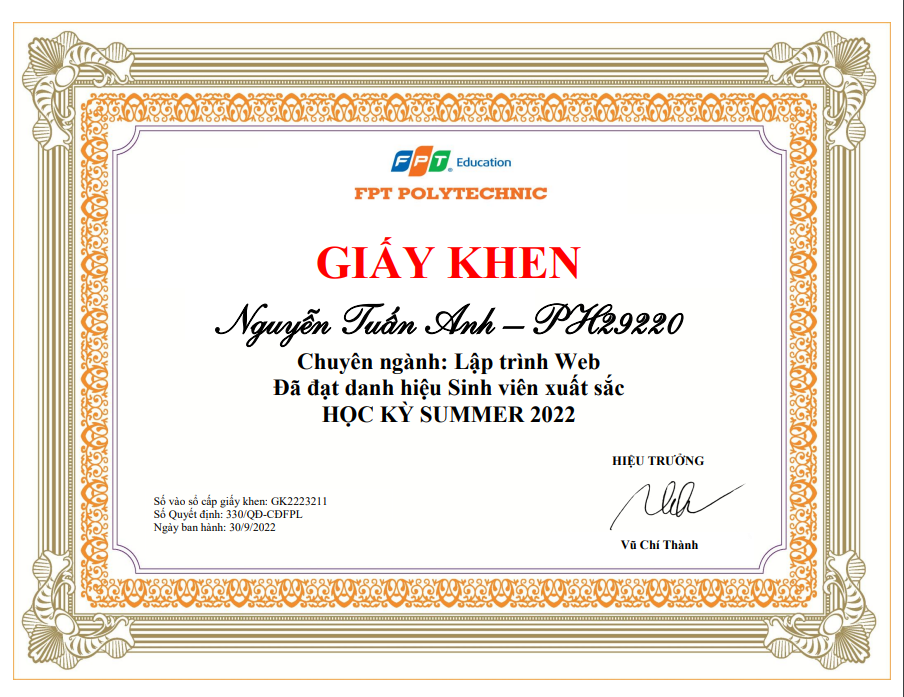 FPT Education
FPT POLYTECHNIC
GIẤY KHEN
Nguyễn Tuấn Anh – PH29220
Chuyên ngành: Lập trình Web
Đã đạt danh hiệu Sinh viên xuất sắc
HỌC KỲ SUMMER 2022
HIỆU TRƯỞNG
Số vào sổ cấp giấy khen: GK2223211
Số Quyết định: 330/QĐ-CĐFPL
Ngày ban hành: 30/9/2022
Vũ Chí Thành